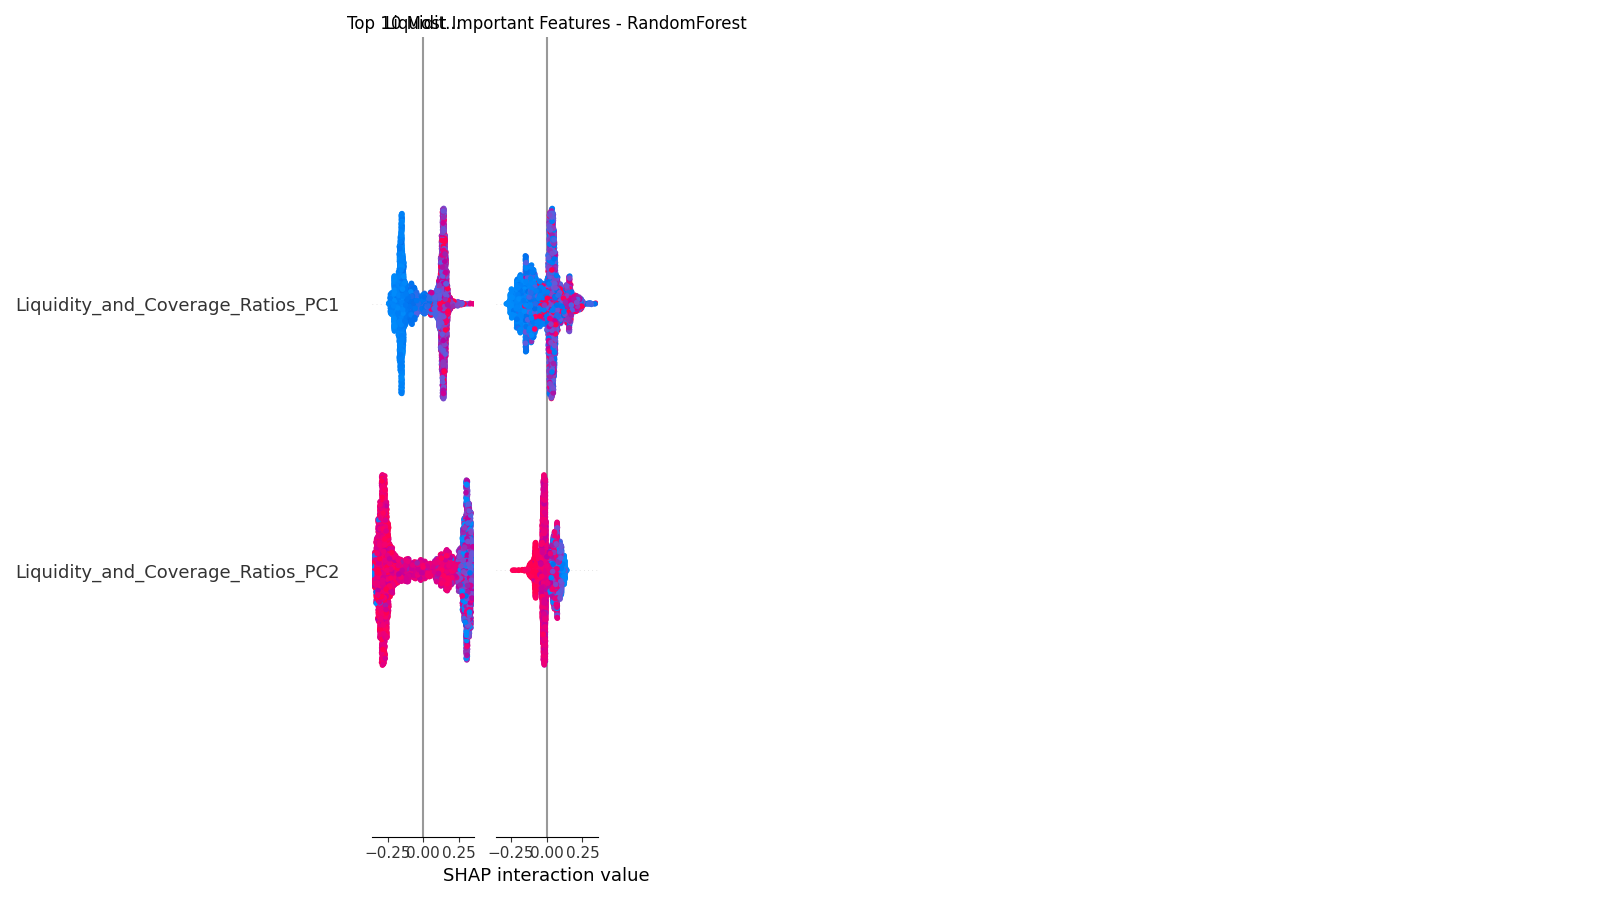 Top 10 Most Important Features - RandomForest
Liquidit...
Liquidity_and_Coverage_Ratios_PC1
Liquidity_and_Coverage_Ratios_PC2
−0.25 0.00 0.25 −0.25 0.00 0.25
SHAP interaction value